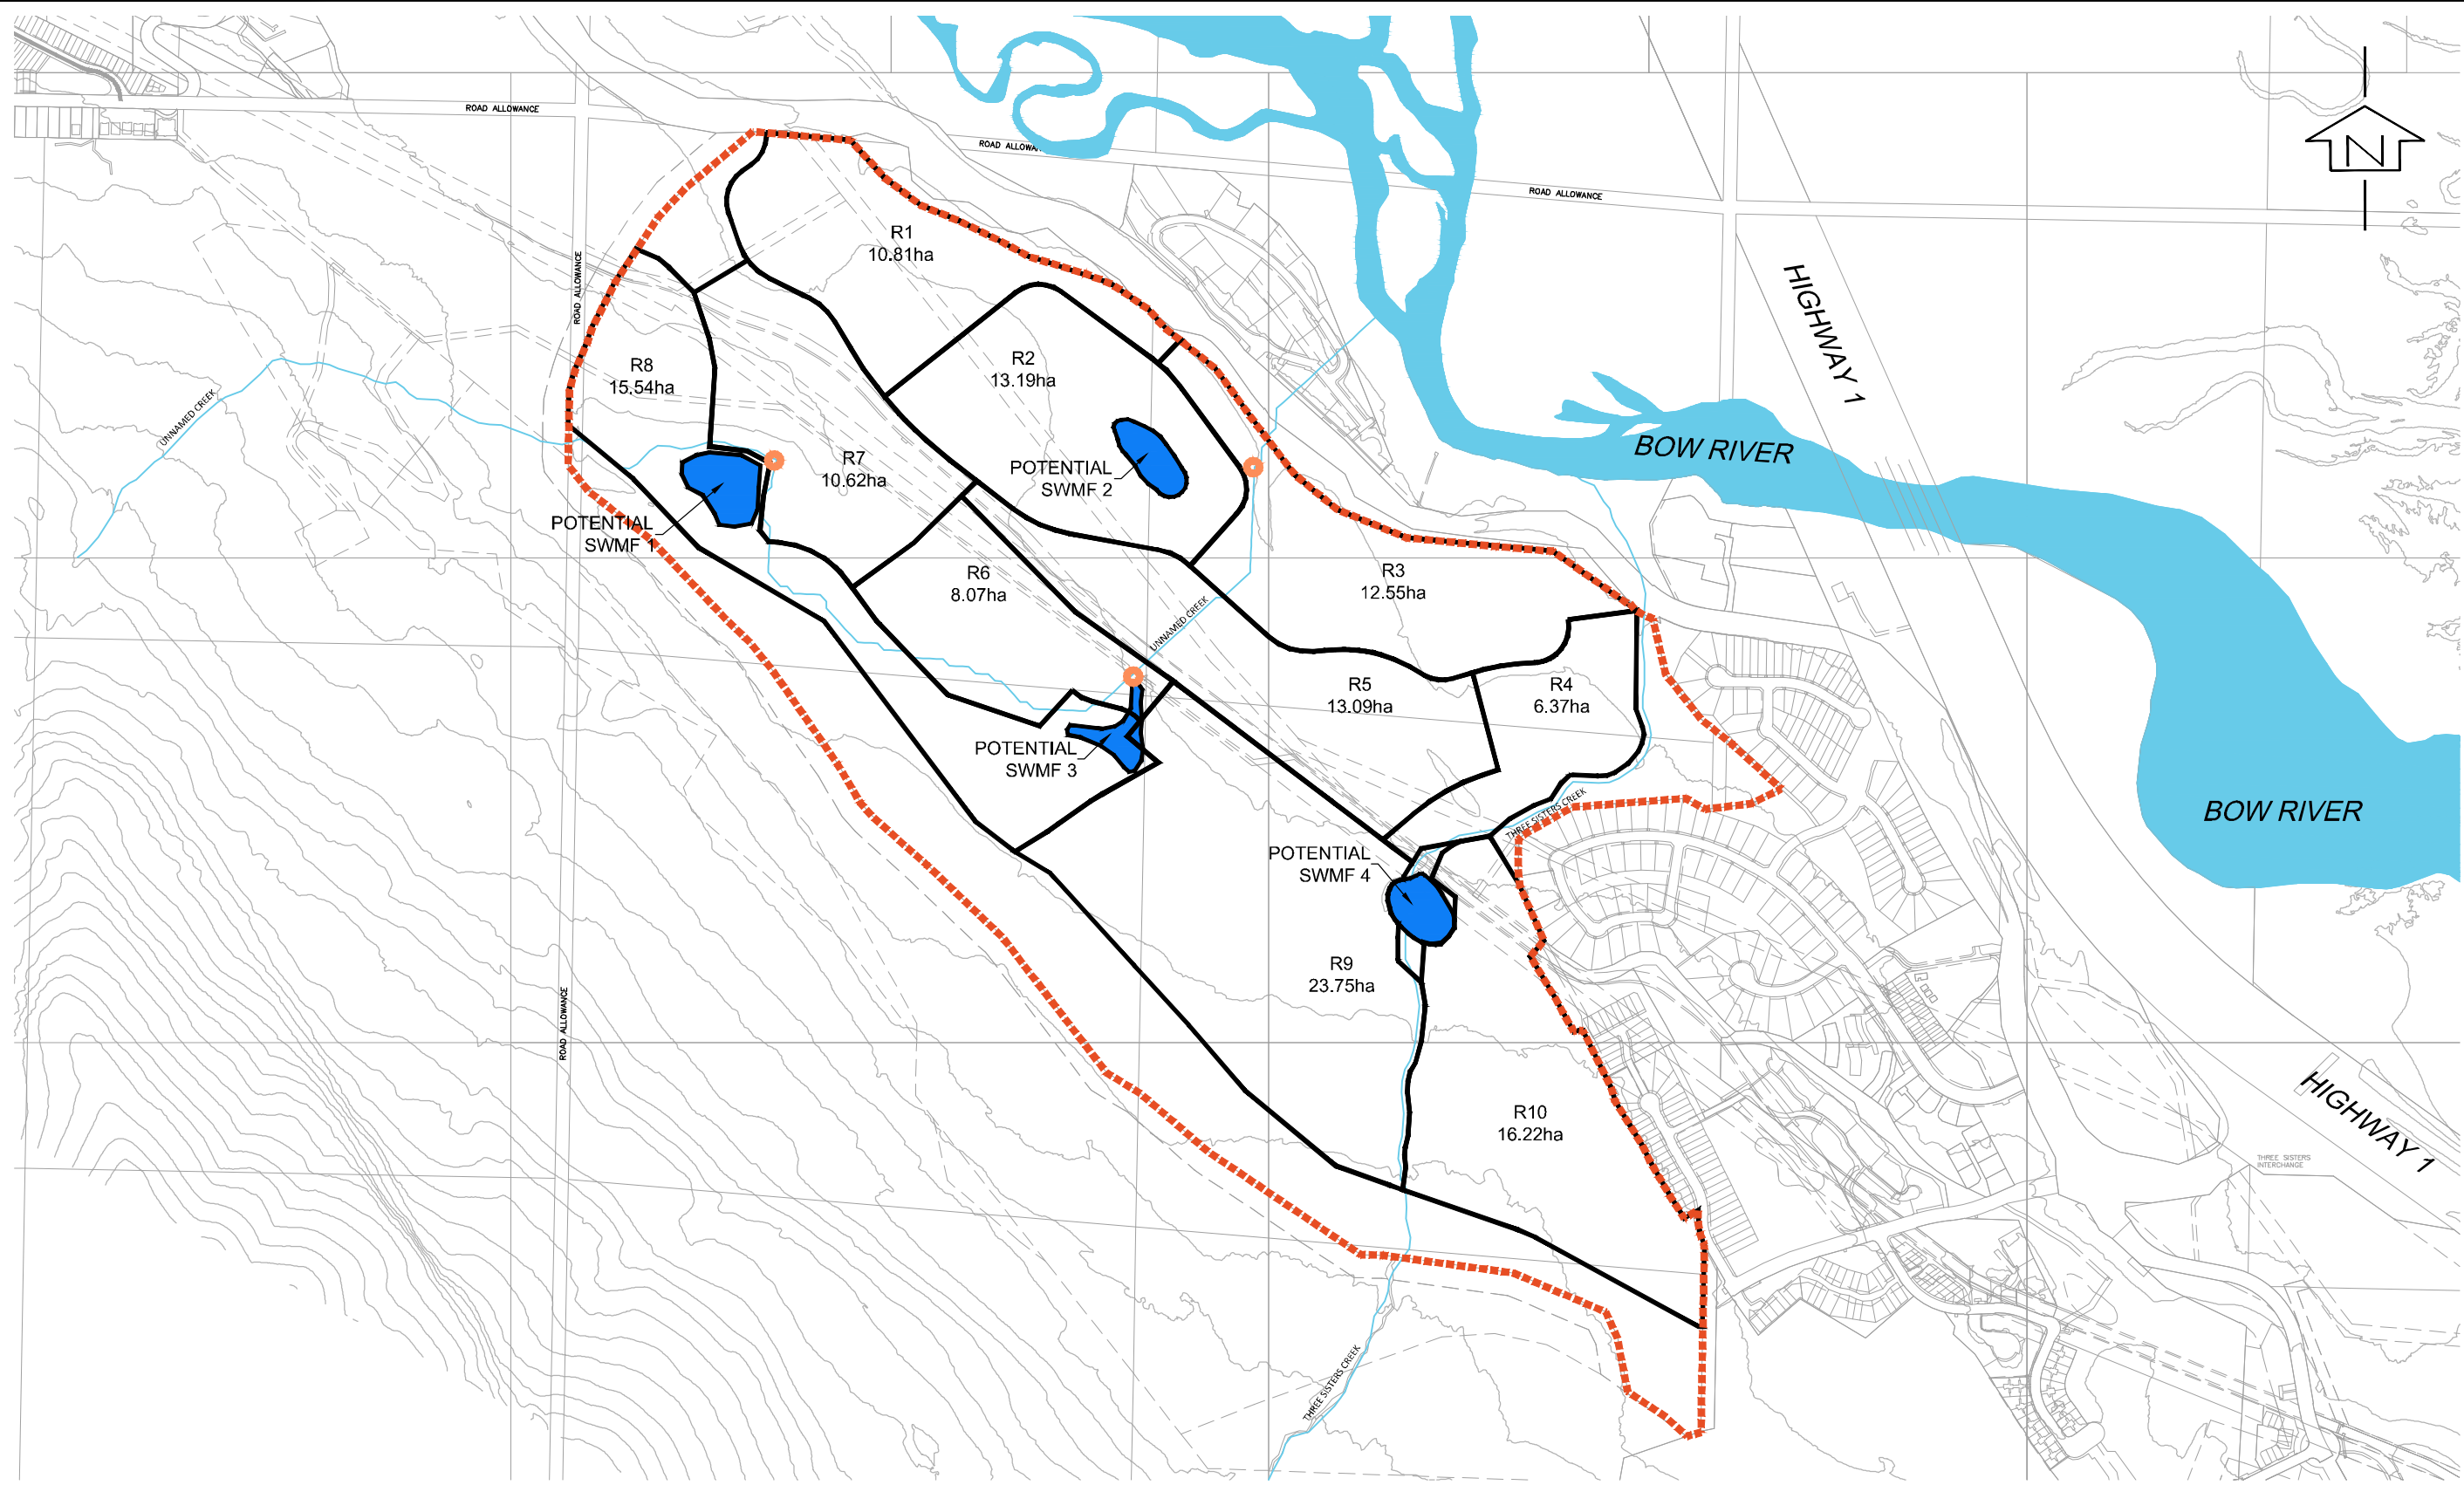 ROAD ALLOWANCE
ROAD ALLOWA
ROAD ALLOWANCE
N
HIGHWAY 1
R1
10.81ha
ROAD ALLOWANCE
R2
13.19ha
R8
15.54ha
UNNAMED CREEK
BOW RIVER
R7
10.62ha
POTENTIAL
SWMF 2
POTENTIAL
SWMF 1
R6
8.07ha
R3
12.55ha
UNNAMED CREEK
R5
13.09ha
R4
6.37ha
POTENTIAL
SWMF 3
THREE SISTERS CREEK
BOW RIVER
POTENTIAL
SWMF 4
R9
23.75ha
ROAD ALLOWANCE
R10
16.22ha
HIGHWAY 1
THREE SISTERS
INTERCHANGE
THREE SISTERS CREEK